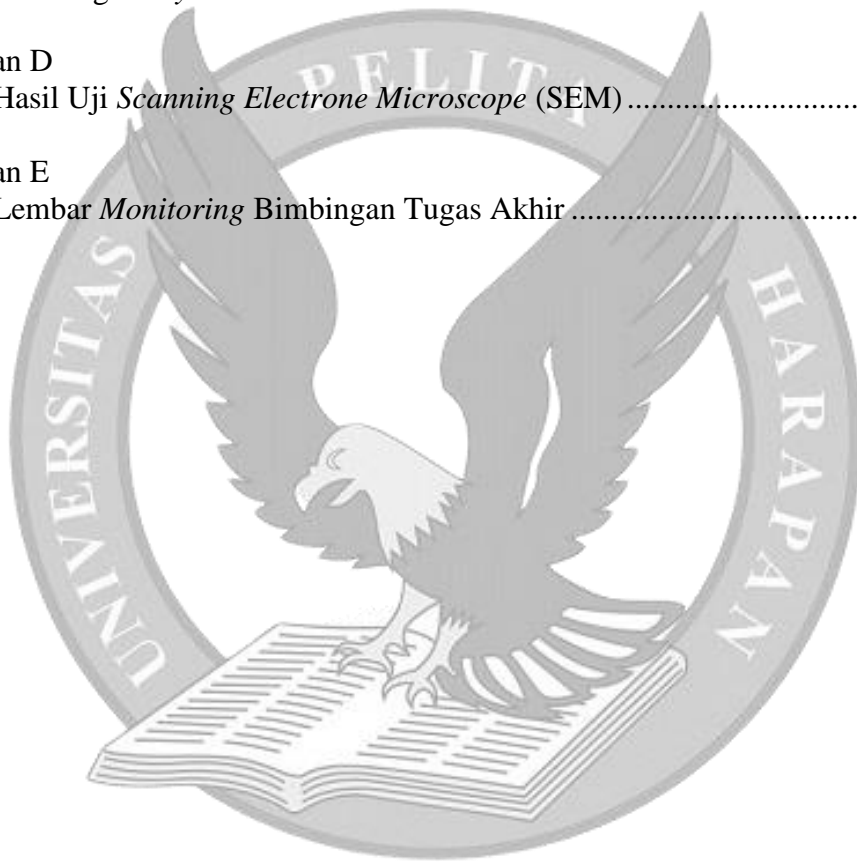 an D
Hasil Uji Scanning Electrone Microscope (SEM)............................
an E
Lembar Monitoring Bimbingan Tugas Akhir..................................
UNIVERSITAS PELITA HARAPAN